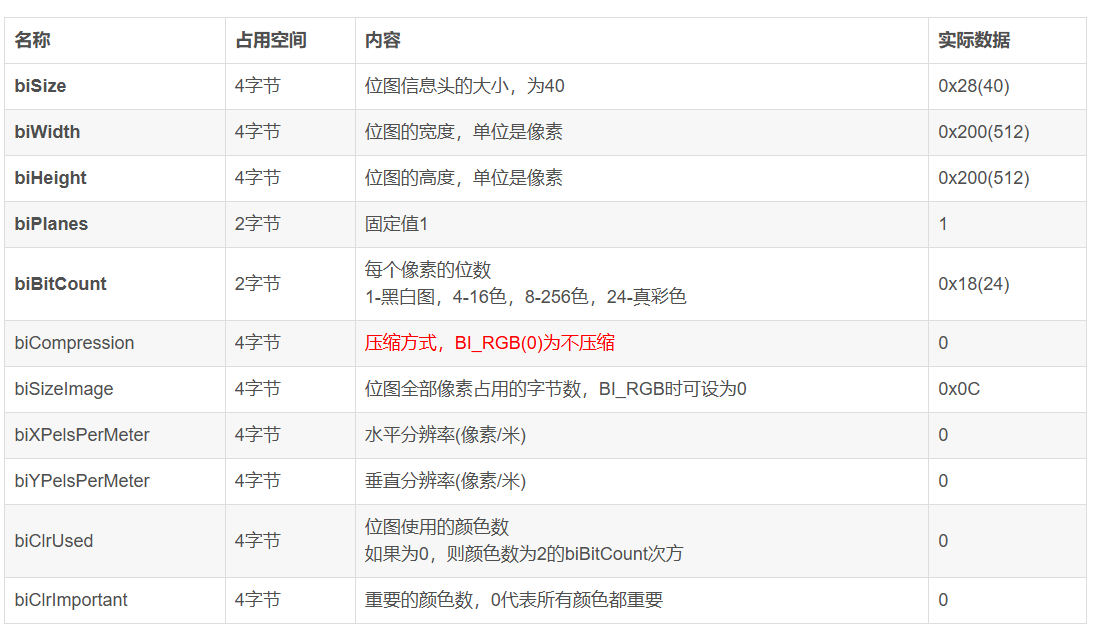 名称 占用空间 内容 实际数据
biSize 4字节 位图信息头的大小，为40 0x28(40)
biWidth 4字节 位图的宽度，单位是像素 0x200(512)
biHeight 4字节 位图的高度，单位是像素 0x200(512)
biPlanes 2字节 固定值1 1
biBitCount 2字节 每个像素的位数 0x18(24)
1-黑白图，4-16色，8-256色，24-真彩色
biCompression 4字节 压缩方式，BI_RGB(0)为不压缩 0
biSizeImage 4字节 位图全部像素占用的字节数，BI_RGB时可设为0 0x0C
biXPelsPerMeter 4字节 水平分辨率(像素/米) 0
biYPelsPerMeter 4字节 垂直分辨率(像素/米) 0
biClrUsed 4字节 位图使用的颜色数 0
如果为0，则颜色数为2的biBitCount次方
biClrImportant 4字节 重要的颜色数，0代表所有颜色都重要 0